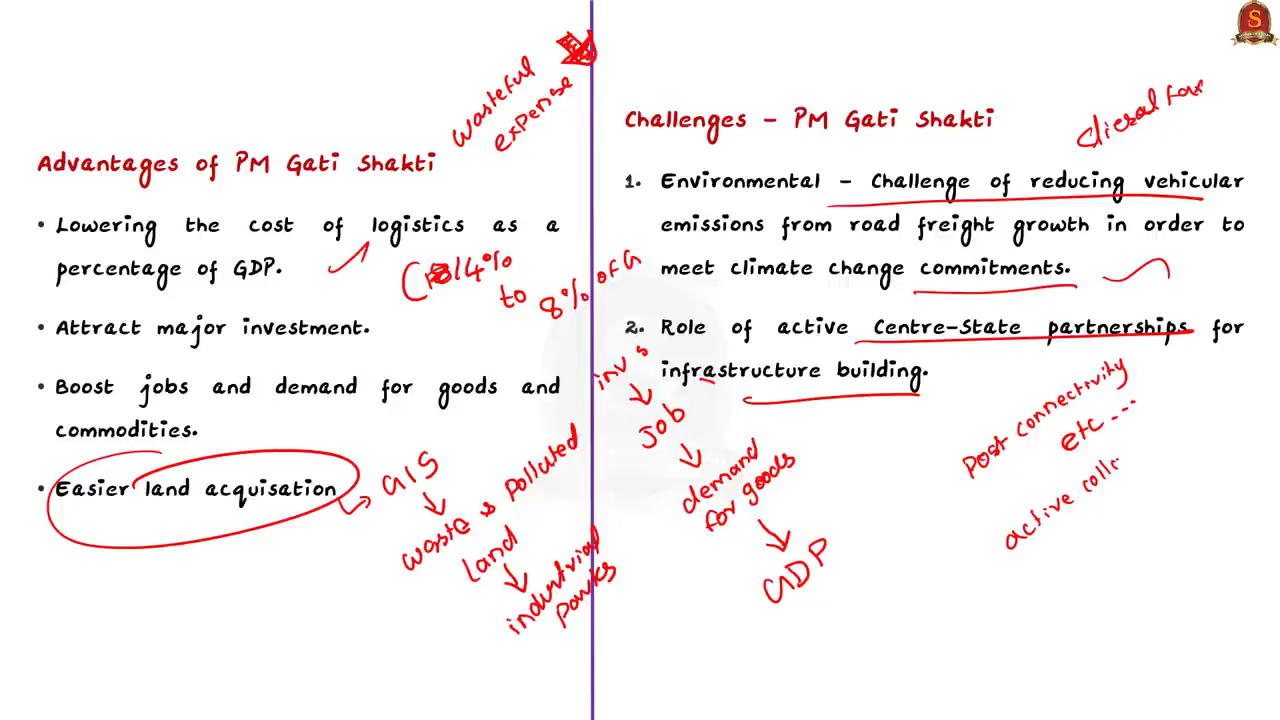 wasteful
expense
Advantages of PM Gati Shakti
• Lowering the cost of logistics as a
percentage of GDP.
14%
to
8% of G
• Attract major investment.
• Boost jobs and demand for goods and
commodities.
• Easier land acquisation
GIS
waste & polluted
land
industrial
parks
Challenges – PM Gati Shakti
1. Environmental – Challenge of reducing vehicular
emissions from road freight growth in order to
meet climate change commitments.
2. Role of active Centre-State partnerships for
infrastructure building.
inv s
Job
demand
for goods
GDP
Post connectivity
etc ....
active colla
S